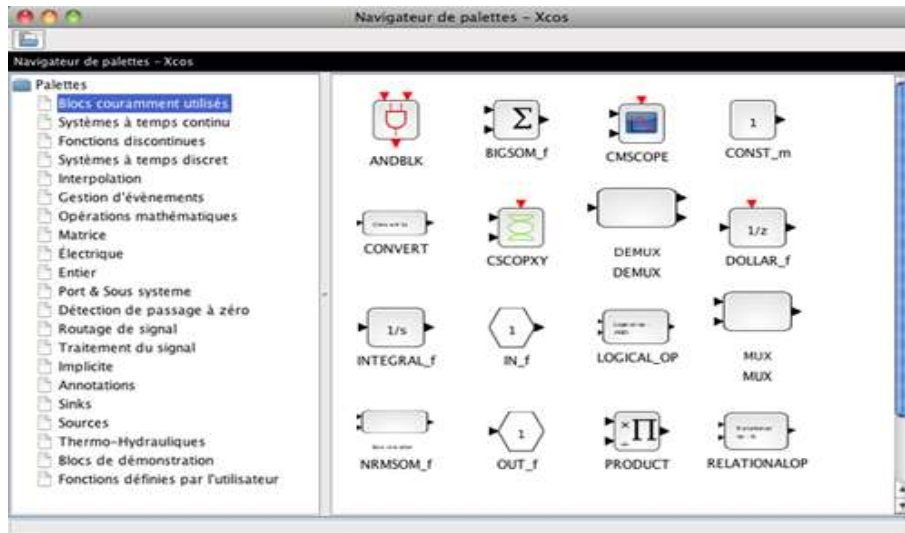 Navigateur de palettes – Xcos
Navigateur de palettes – Xcos
Palettes
Blocs couramment utilisés
Systèmes à temps continu
Fonctions discontinues
Systèmes à temps discret
Interpolation
Gestion d'évènements
Opérations mathématiques
Matrice
Électrique
Entier
Port & Sous systeme
Détection de passage à zéro
Routage de signal
Traitement du signal
Implicite
Annotations
Sinks
Sources
Thermo-Hydrauliques
Blocs de démonstration
Fonctions définies par l'utilisateur
Σ 1
ANDBLK BIGSOM_f CMSCOPE CONST_m
1/z
CONVERT CSCOPXY DEMUX DOLLAR_f
DEMUX
1/s 1
INTEGRAL_f IN_f LOGICAL_OP MUX
MUX
1 × ∏ ÷
NRMSOM_f OUT_f PRODUCT RELATIONALOP